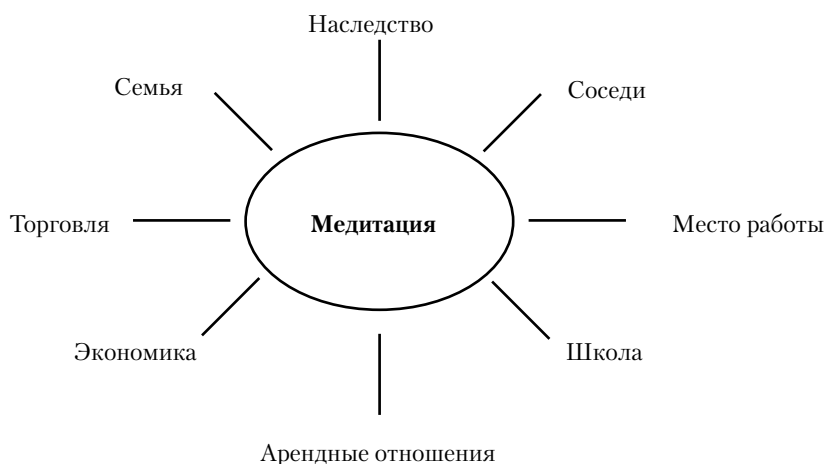 Наследство
Семья
Соседи
Торговля
Медитация
Место работы
Экономика
Школа
Арендные отношения